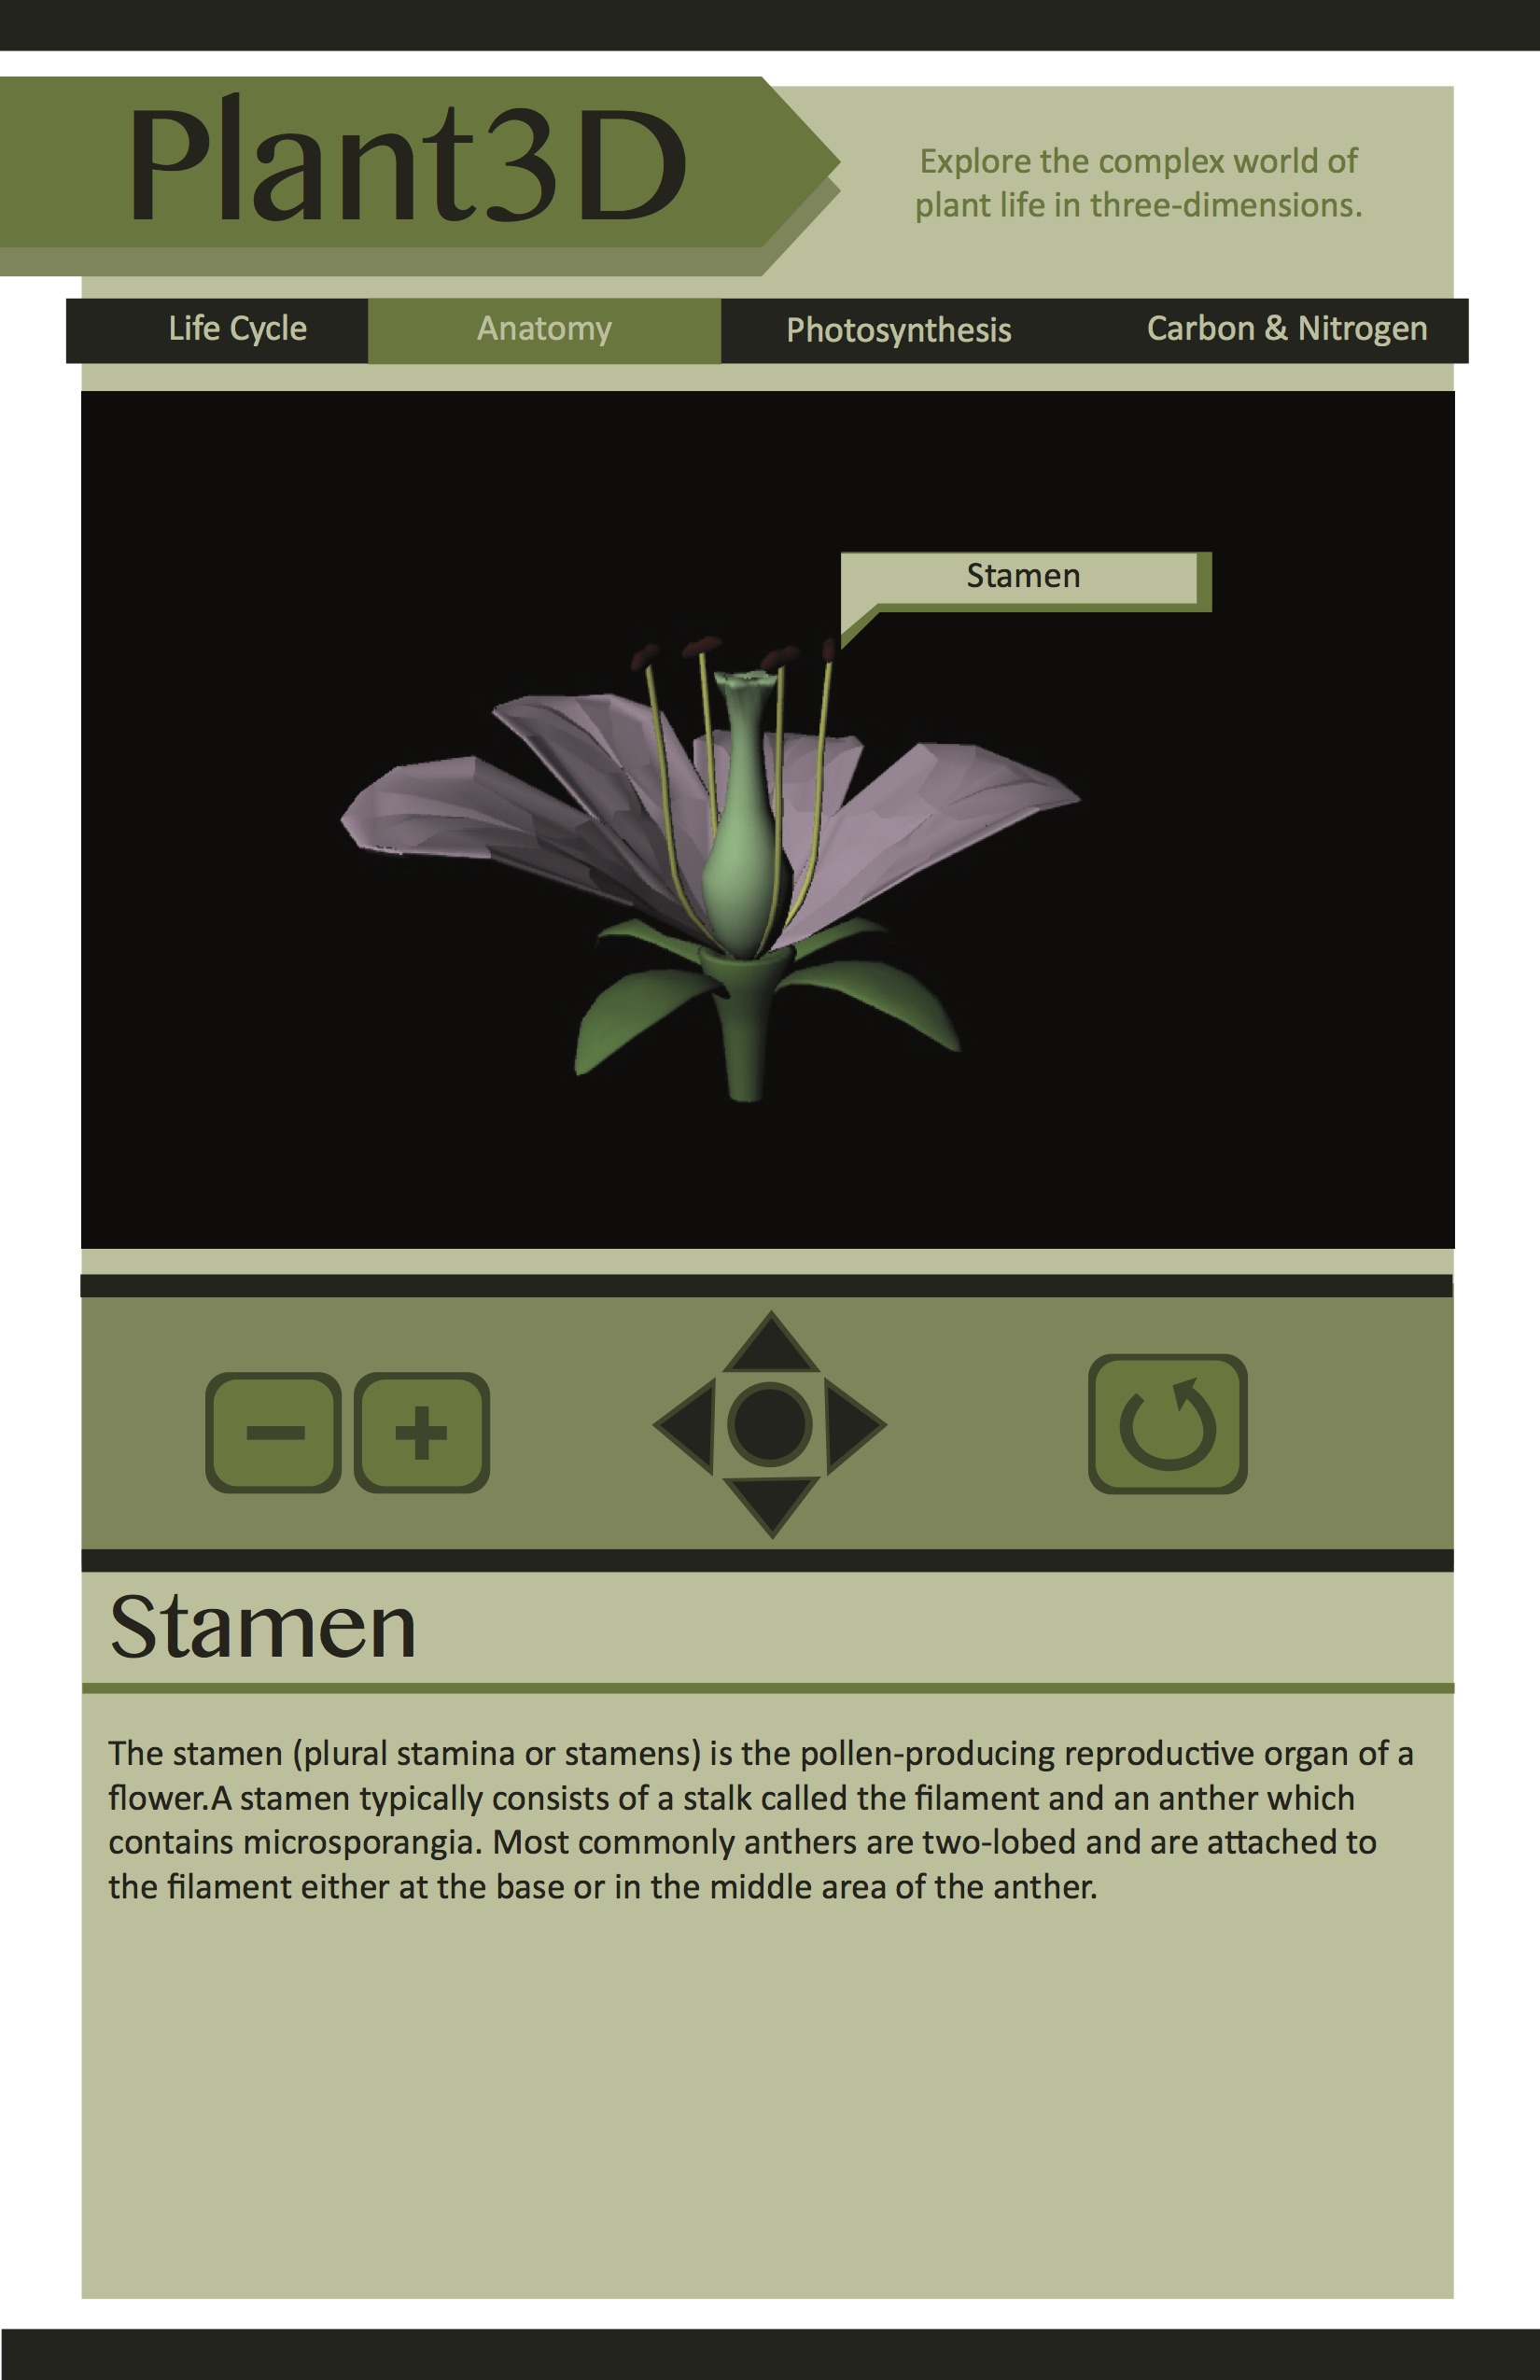 Plant3D
Explore the complex world of
plant life in three-dimensions.
Life Cycle
Anatomy
Photosynthesis
Carbon & Nitrogen
Stamen
Stamen
The stamen (plural stamina or stamens) is the pollen-producing reproductive organ of a
flower.A stamen typically consists of a stalk called the filament and an anther which
contains microsporangia. Most commonly anthers are two-lobed and are attached to
the filament either at the base or in the middle area of the anther.